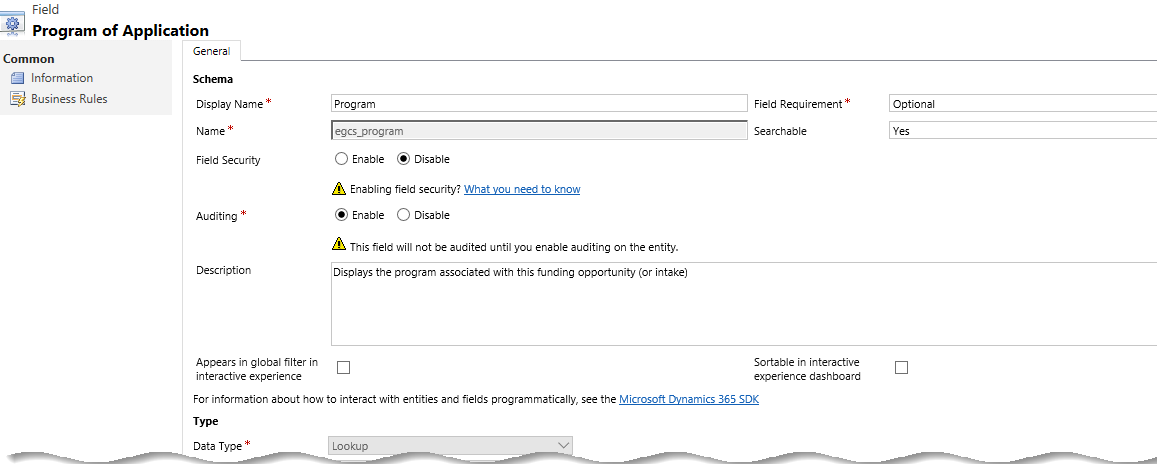 Field
Program of Application
Common
Information
Business Rules
General
Schema
Display Name * Program Field Requirement * Optional
Name * egcs_program Searchable Yes
Field Security Enable Disable
Enabling field security? What you need to know
Auditing * Enable Disable
This field will not be audited until you enable auditing on the entity.
Description Displays the program associated with this funding opportunity (or intake)
Appears in global filter in
interactive experience
Sortable in interactive
experience dashboard
For information about how to interact with entities and fields programmatically, see the Microsoft Dynamics 365 SDK
Type
Data Type * Lookup